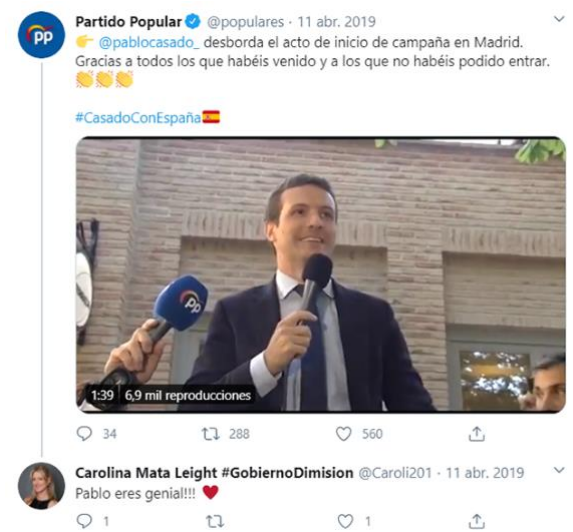 Partido Popular @populares · 11 abr. 2019
👉 @pablocasado_ desborda el acto de inicio de campaña en Madrid.
Gracias a todos los que habéis venido y a los que no habéis podido entrar.
👏👏👏
#CasadoConEspaña🇪🇸
pp
pp
1:39 6,9 mil reproducciones
34 288 560
Carolina Mata Leight #GobiernoDimision @Caroli201 · 11 abr. 2019
Pablo eres genial!!! ♥
1 1